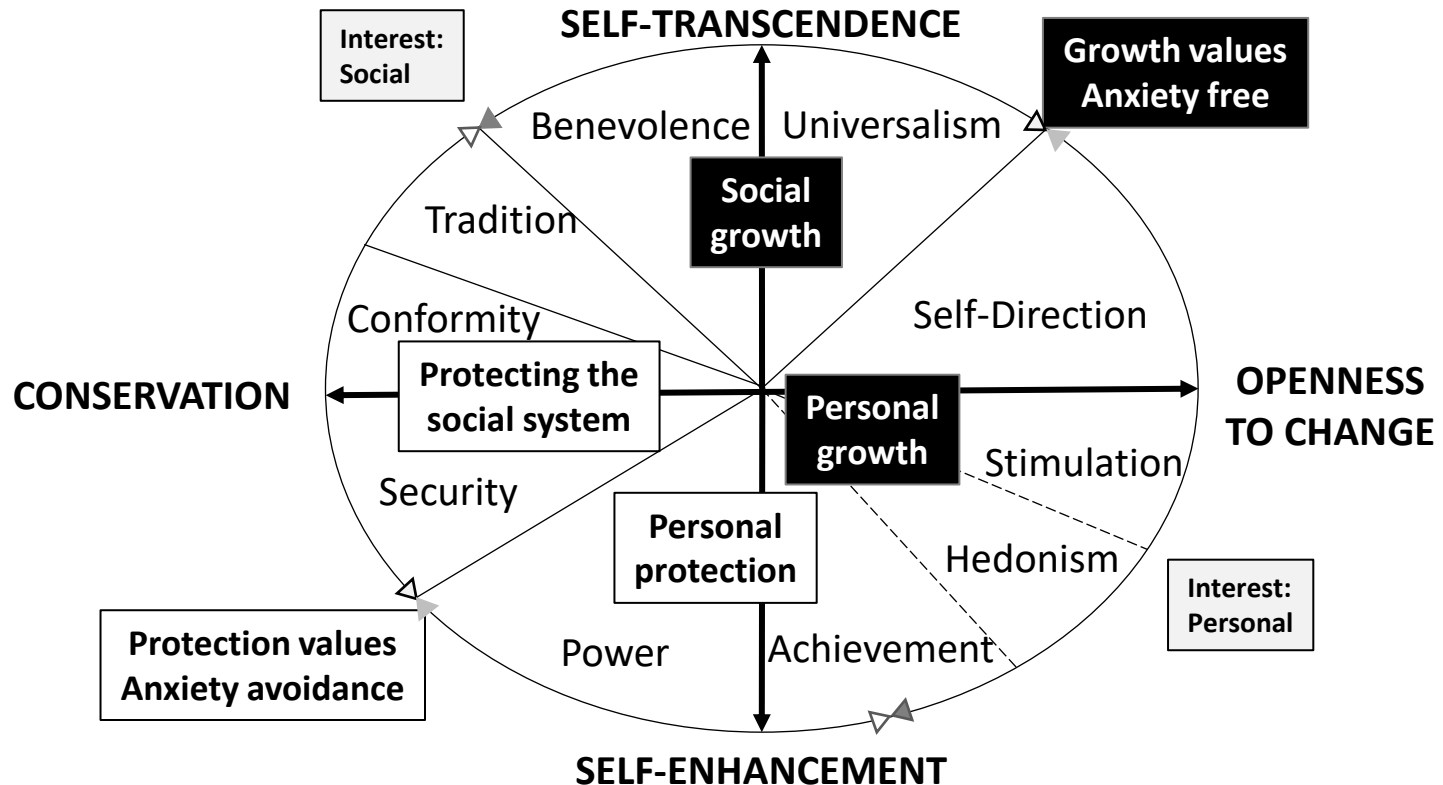 SELF-TRANSCENDENCE
Interest:
Social
Growth values
Anxiety free
Benevolence
Universalism
Social
growth
Tradition
Conformity
Self-Direction
CONSERVATION
Protecting the
social system
Personal
growth
OPENNESS
TO CHANGE
Stimulation
Security
Personal
protection
Hedonism
Interest:
Personal
Protection values
Anxiety avoidance
Power
Achievement
SELF-ENHANCEMENT